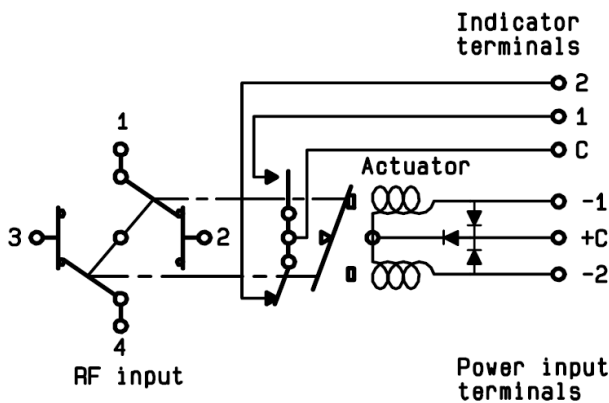 Indicator
terminals
2
1
1
C
Actuator
-1
3
2
+C
-2
4
RF input
Power input
terminals